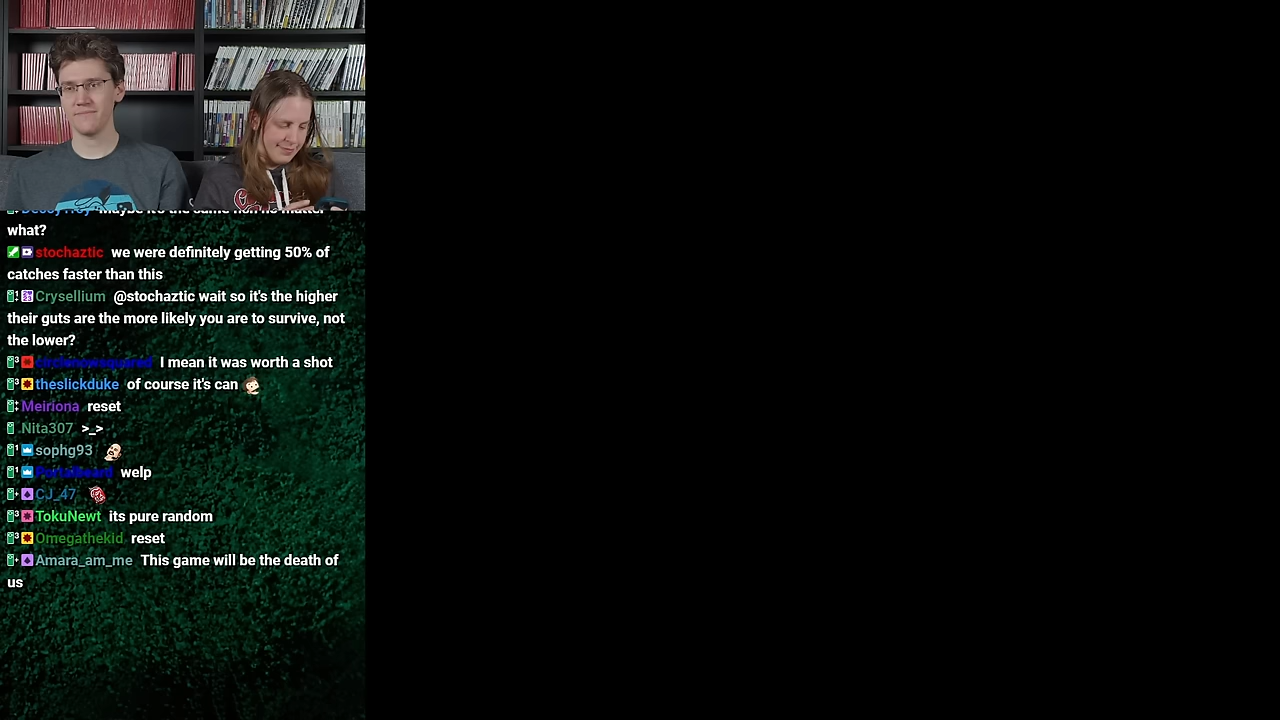 what?
stochaztic we were definitely getting 50% of
catches faster than this
Crysellium @stochaztic wait so it's the higher
their guts are the more likely you are to survive, not
the lower?
I mean it was worth a shot
theslickduke of course it's can
Meiriona reset
Nita307 >_>
sophg93
Portalbeard welp
CJ_47
TokuNewt its pure random
Omegathekid reset
Amara_am_me This game will be the death of
us